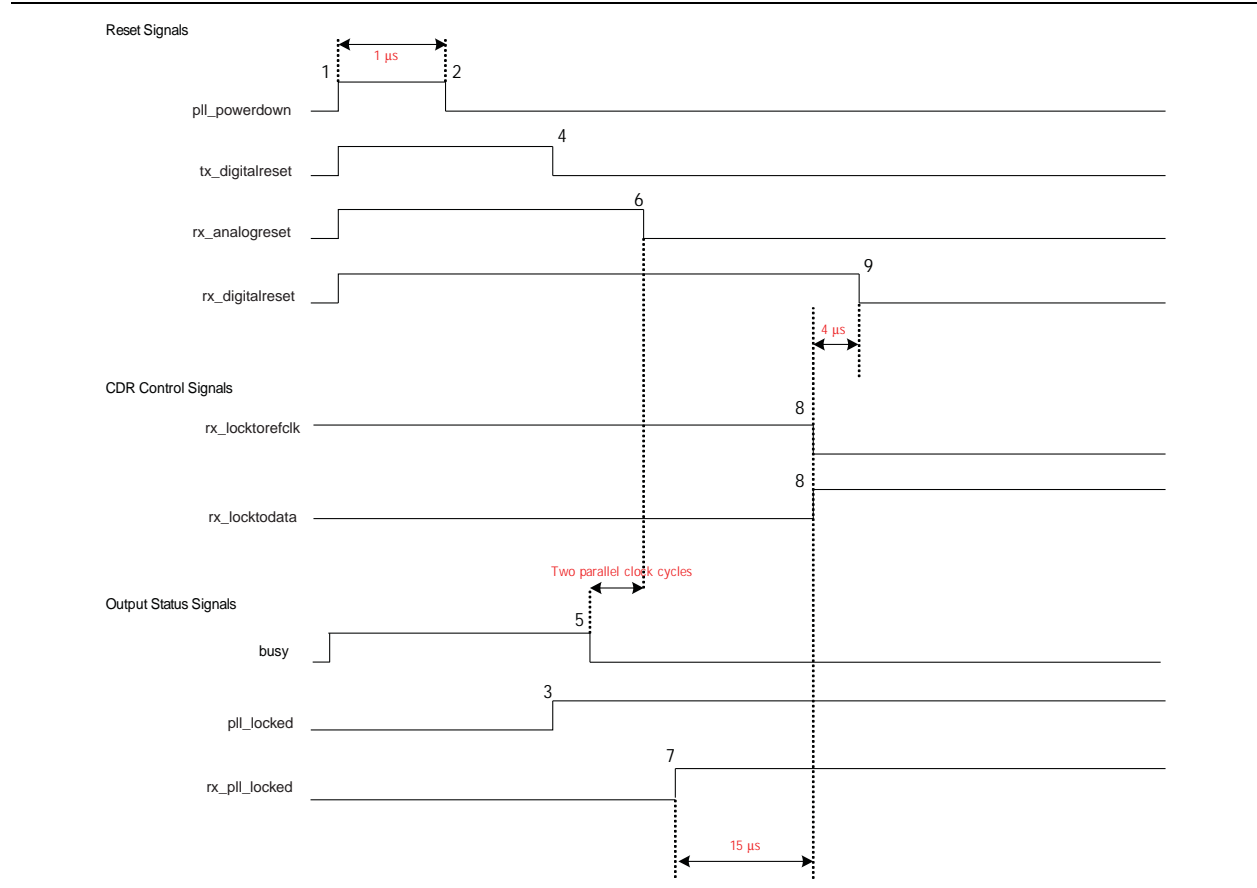 Reset Signals
1 µs
1
2
pll_powerdown
4
tx_digitalreset
6
rx_analogreset
9
rx_digitalreset
4 µs
CDR Control Signals
8
rx_locktorefclk
8
rx_locktodata
Two parallel clock cycles
Output Status Signals
5
busy
3
pll_locked
7
rx_pll_locked
15 µs